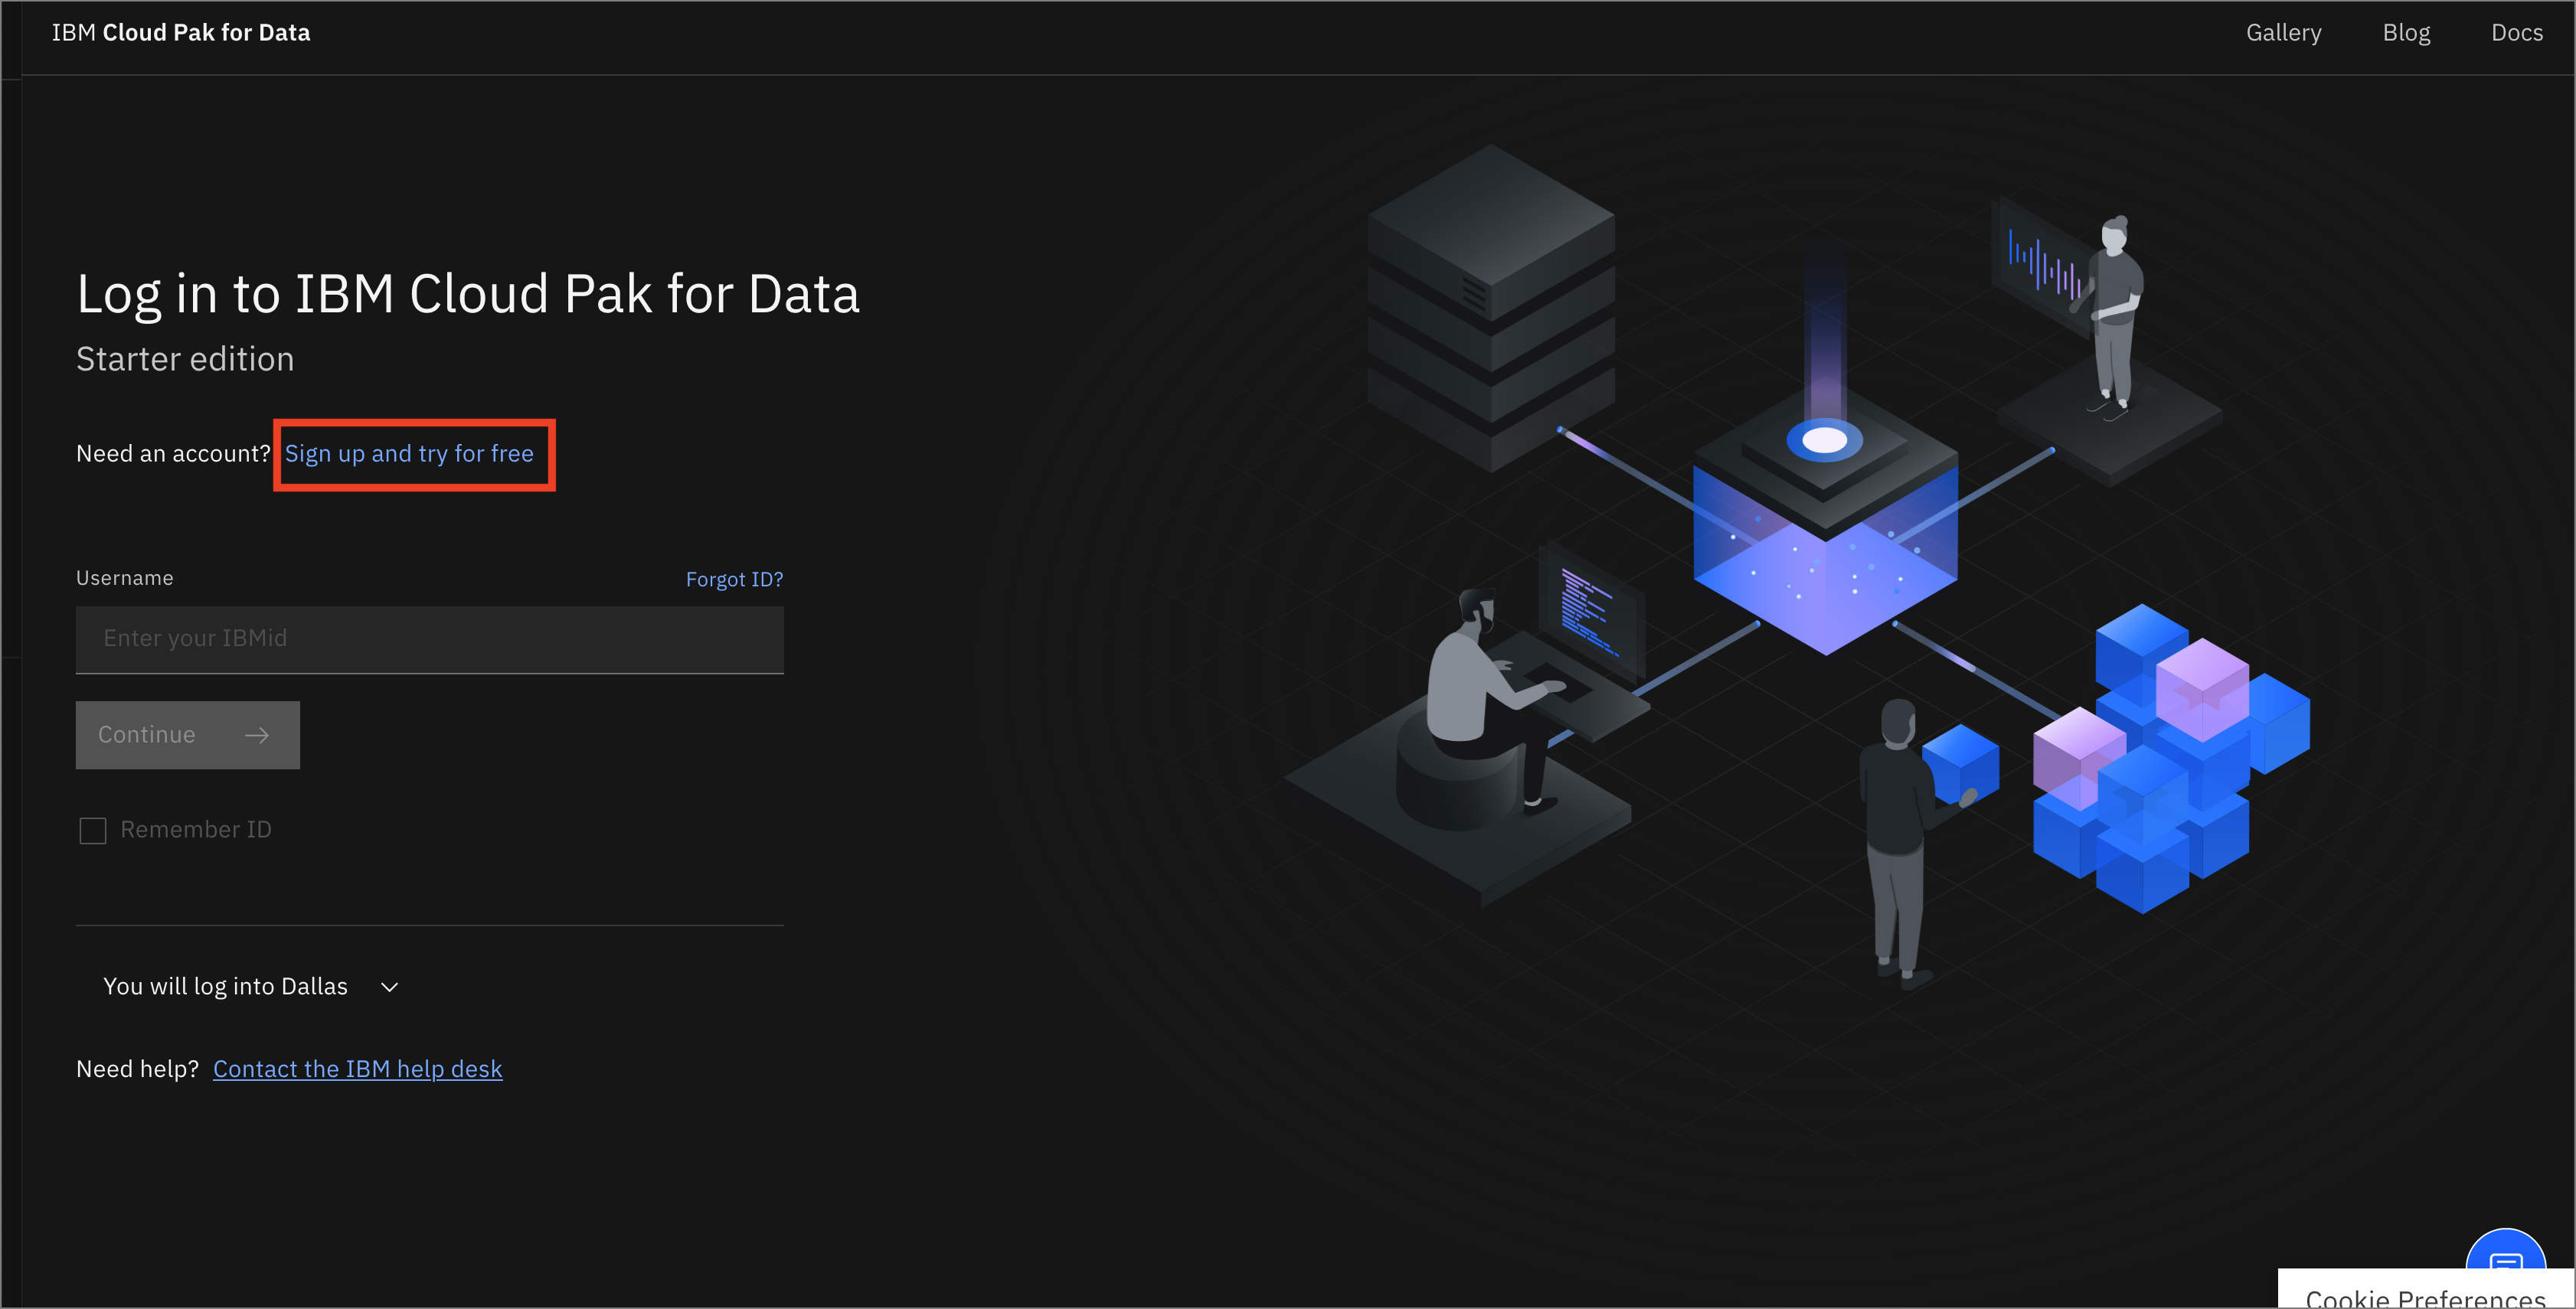 IBM Cloud Pak for Data
Gallery
Blog
Docs
Log in to IBM Cloud Pak for Data
Starter edition
Need an account? Sign up and try for free
Username
Forgot ID?
Enter your IBMid
Continue
Remember ID
You will log into Dallas
Need help? Contact the IBM help desk
Cookie Preferences